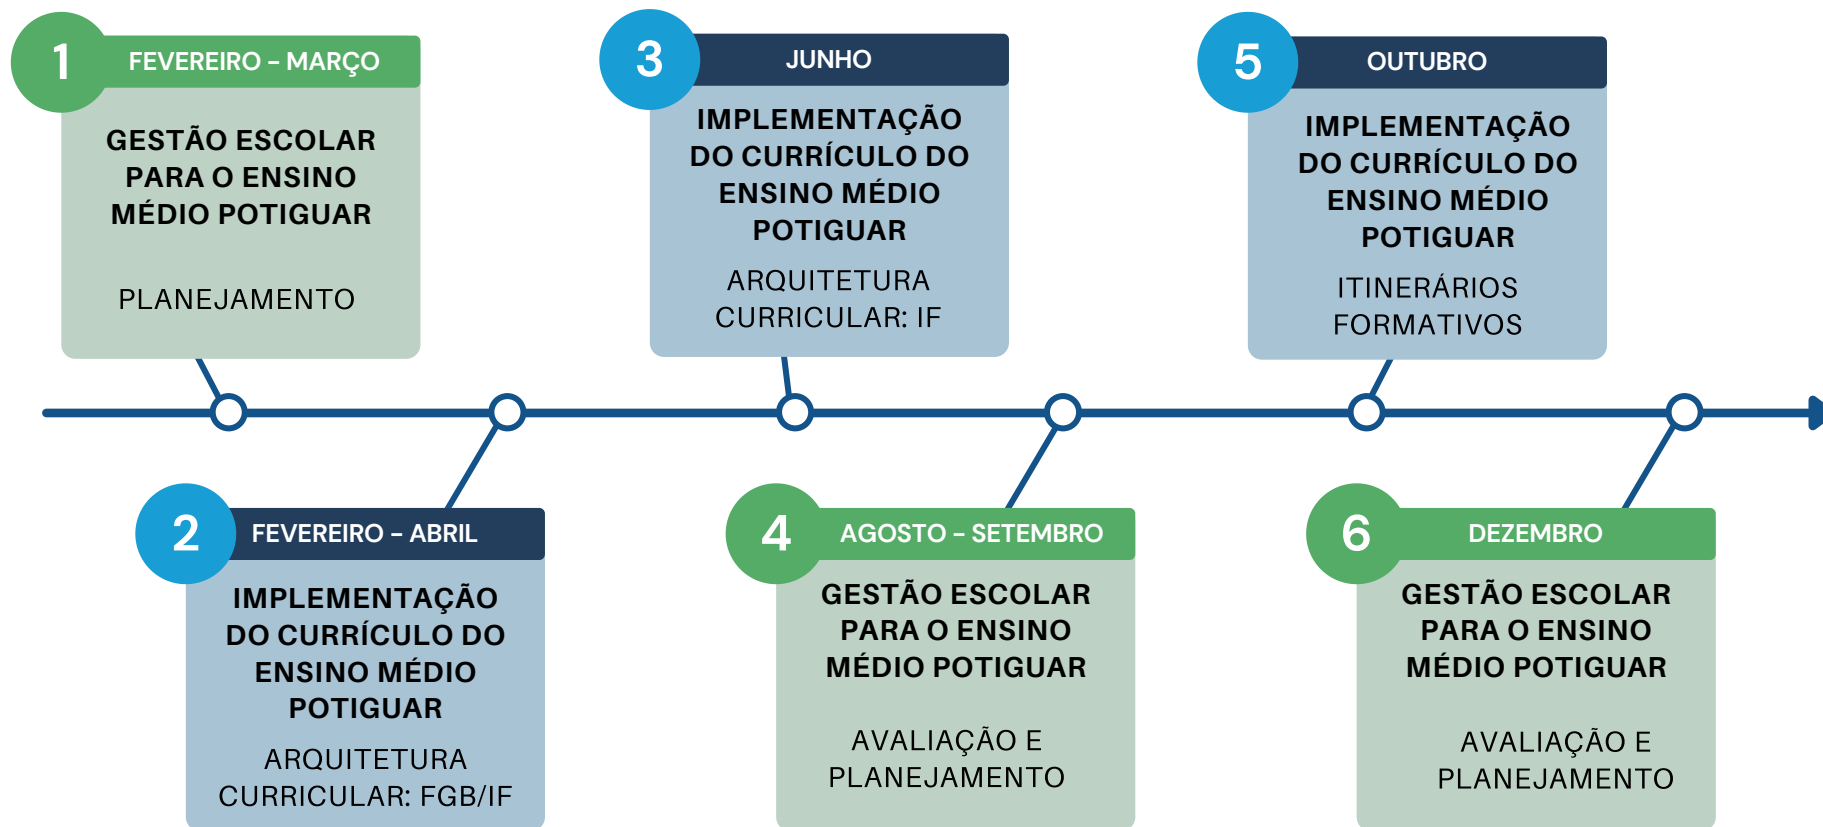 1
FEVEREIRO – MARÇO
GESTÃO ESCOLAR
PARA O ENSINO
MÉDIO POTIGUAR
PLANEJAMENTO
2
FEVEREIRO – ABRIL
IMPLEMENTAÇÃO
DO CURRÍCULO DO
ENSINO MÉDIO
POTIGUAR
ARQUITETURA
CURRICULAR: FGB/IF
3
JUNHO
IMPLEMENTAÇÃO
DO CURRÍCULO DO
ENSINO MÉDIO
POTIGUAR
ARQUITETURA
CURRICULAR: IF
4
AGOSTO – SETEMBRO
GESTÃO ESCOLAR
PARA O ENSINO
MÉDIO POTIGUAR
AVALIAÇÃO E
PLANEJAMENTO
5
OUTUBRO
IMPLEMENTAÇÃO
DO CURRÍCULO DO
ENSINO MÉDIO
POTIGUAR
ITINERÁRIOS
FORMATIVOS
6
DEZEMBRO
GESTÃO ESCOLAR
PARA O ENSINO
MÉDIO POTIGUAR
AVALIAÇÃO E
PLANEJAMENTO